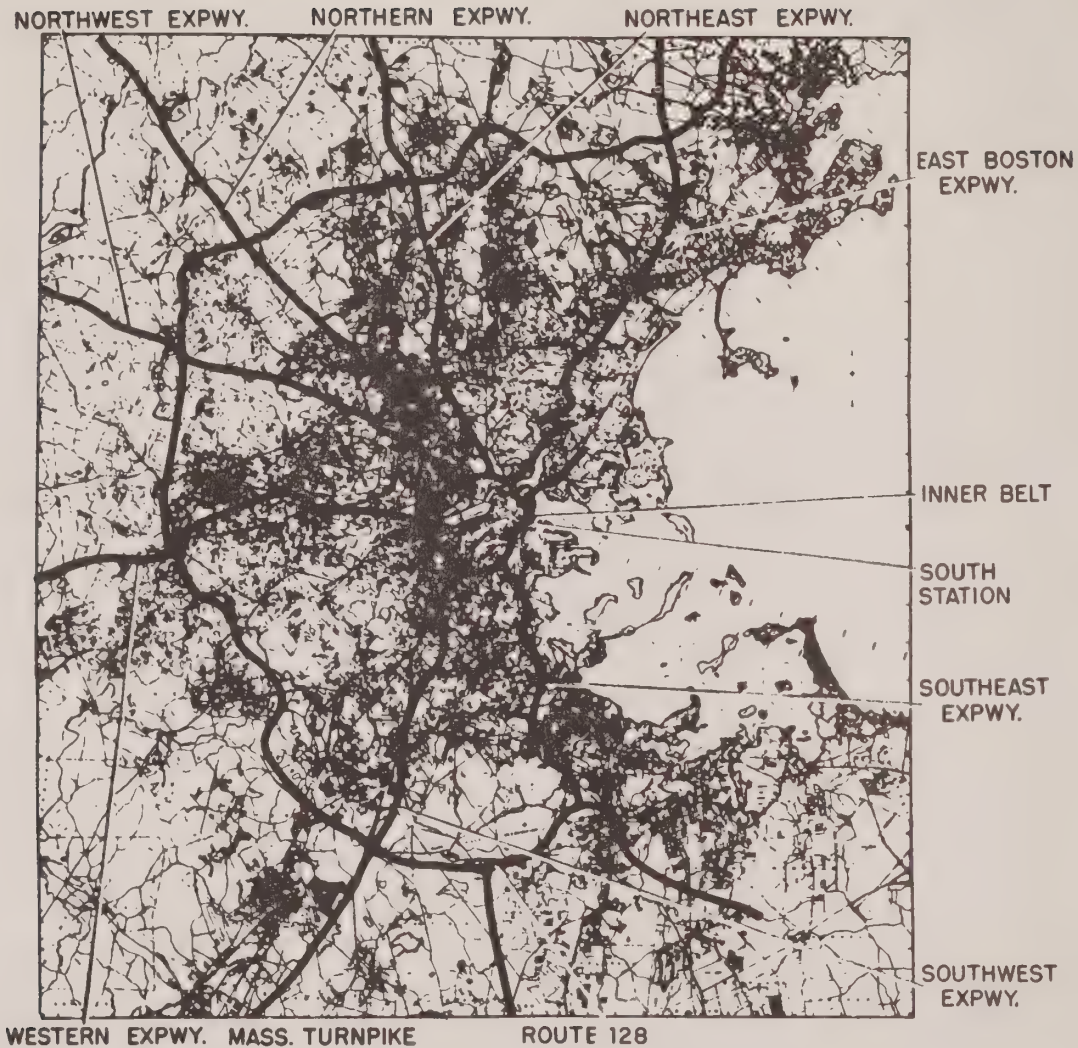 NORTHWEST EXPWY. NORTHERN EXPWY. NORTHEAST EXPWY.
EAST BOSTON
EXPWY.
INNER BELT
SOUTH
STATION
SOUTHEAST
EXPWY.
SOUTHWEST
EXPWY.
WESTERN EXPWY. MASS. TURNPIKE ROUTE 128